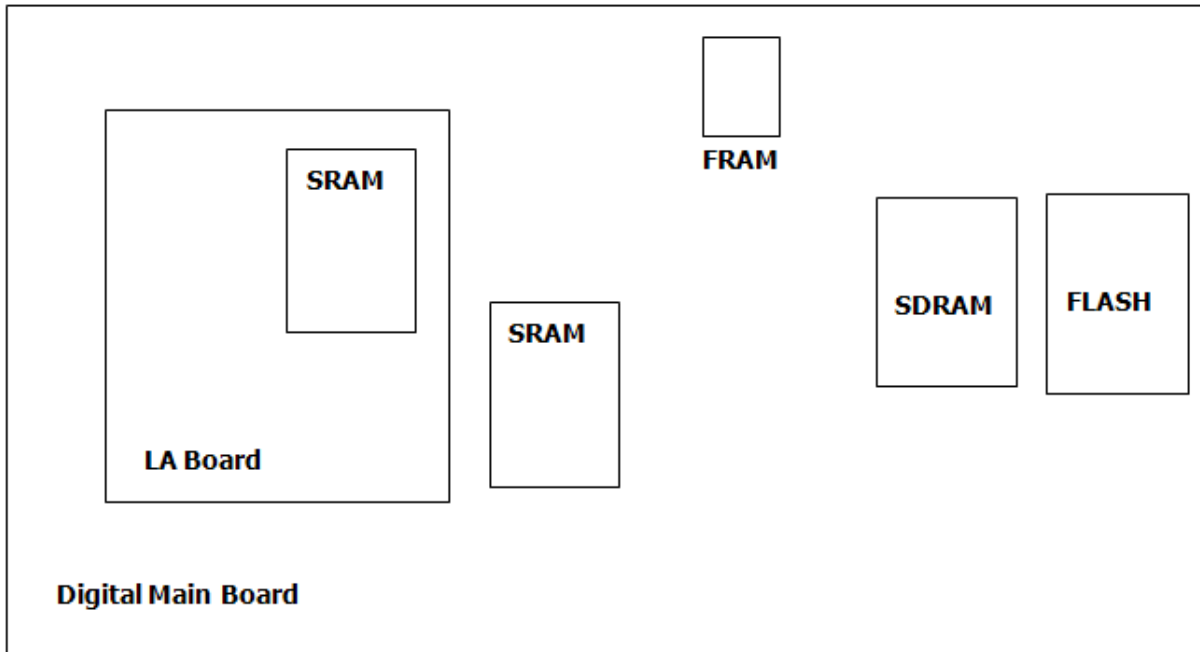 FRAM
SRAM
SDRAM
FLASH
SRAM
LA Board
Digital Main Board